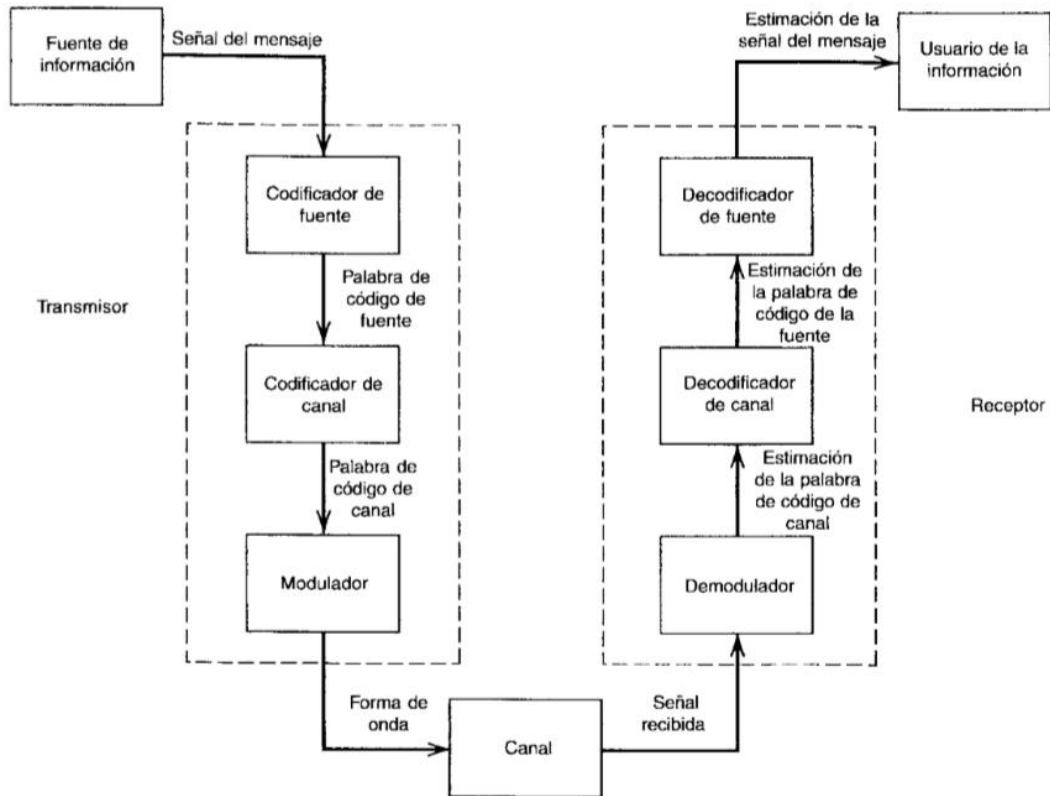 Fuente de
información
Señal del mensaje
Estimación de la
señal del mensaje
Usuario de la
información
Transmisor
Codificador de
fuente
Palabra de
código de
fuente
Codificador de
canal
Palabra de
código de
canal
Modulador
Forma de
onda
Canal
Señal
recibida
Demodulador
Estimación
de la palabra
de código de
canal
Decodificador
de canal
Estimación de
la palabra de
código de la
fuente
Decodificador
de fuente
Receptor